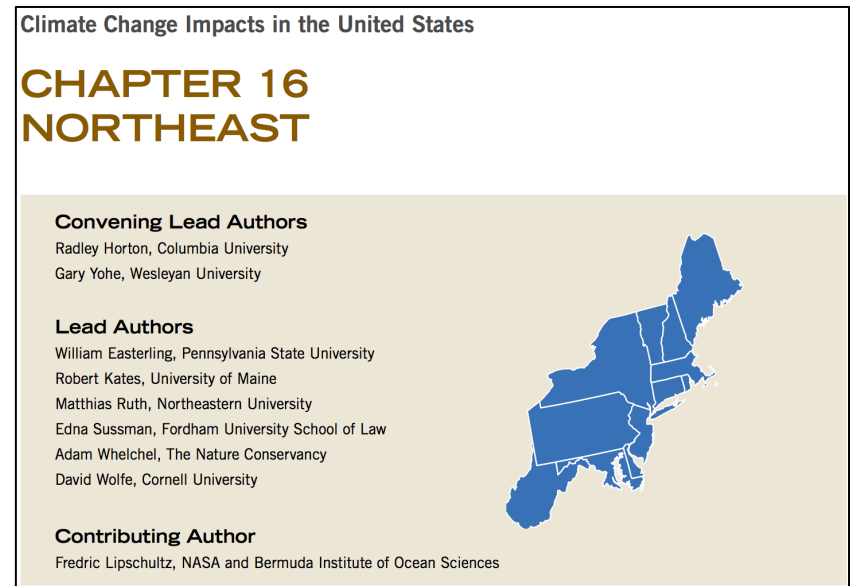 Climate Change Impacts in the United States
CHAPTER 16
NORTHEAST
Convening Lead Authors
Radley Horton, Columbia University
Gary Yohe, Wesleyan University
Lead Authors
William Easterling, Pennsylvania State University
Robert Kates, University of Maine
Matthias Ruth, Northeastern University
Edna Sussman, Fordham University School of Law
Adam Whelchel, The Nature Conservancy
David Wolfe, Cornell University
Contributing Author
Fredric Lipschultz, NASA and Bermuda Institute of Ocean Sciences